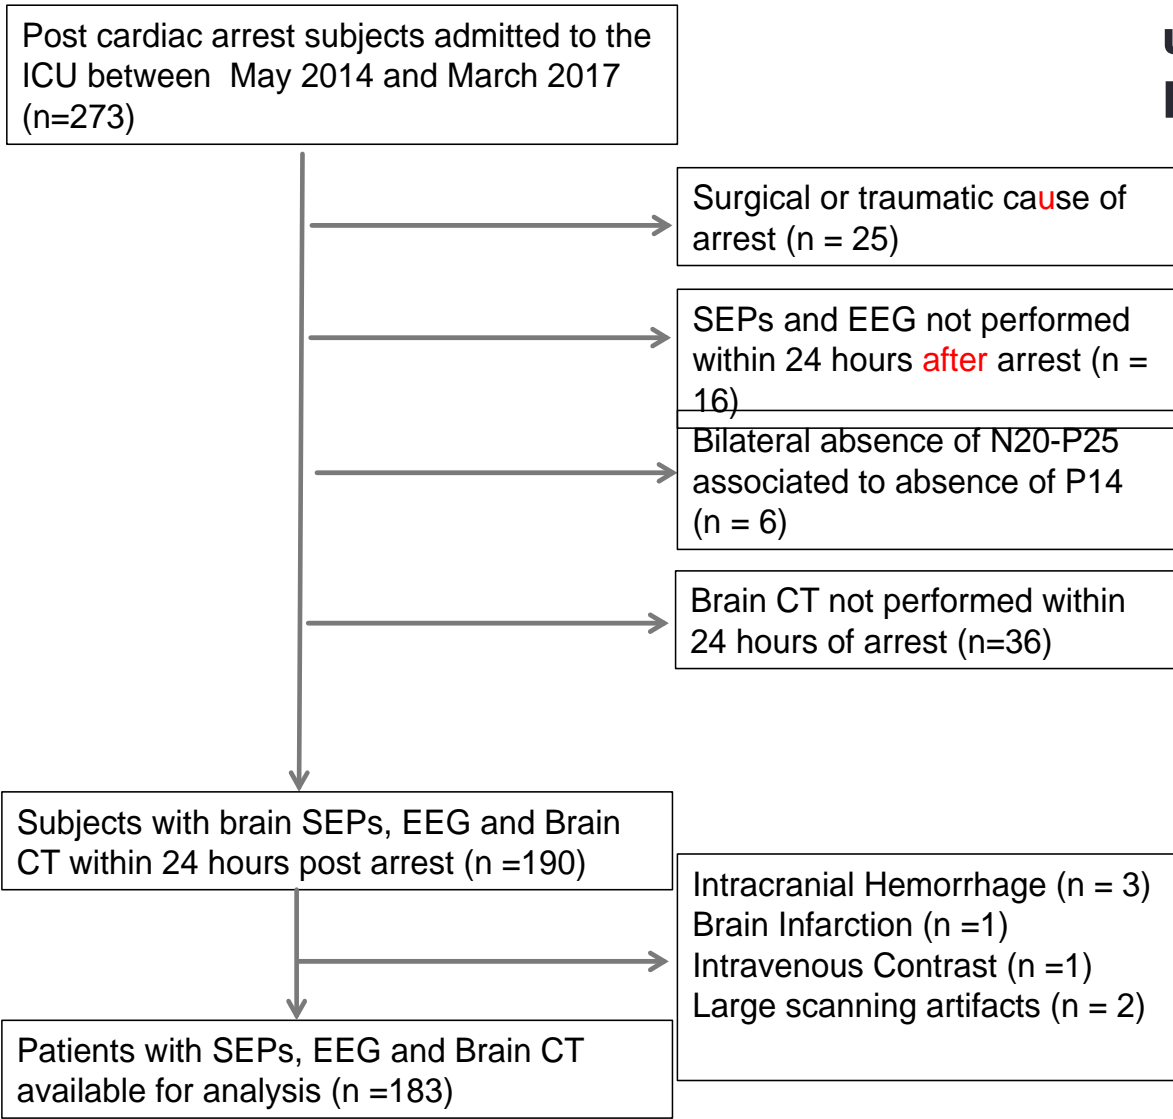 Post cardiac arrest subjects admitted to the
ICU between May 2014 and March 2017
(n=273)
Surgical or traumatic cause of
arrest (n = 25)
SEPs and EEG not performed
within 24 hours after arrest (n =
16)
Bilateral absence of N20-P25
associated to absence of P14
(n = 6)
Brain CT not performed within
24 hours of arrest (n=36)
Subjects with brain SEPs, EEG and Brain
CT within 24 hours post arrest (n =190)
Intracranial Hemorrhage (n = 3)
Brain Infarction (n =1)
Intravenous Contrast (n =1)
Large scanning artifacts (n = 2)
Patients with SEPs, EEG and Brain CT
available for analysis (n =183)